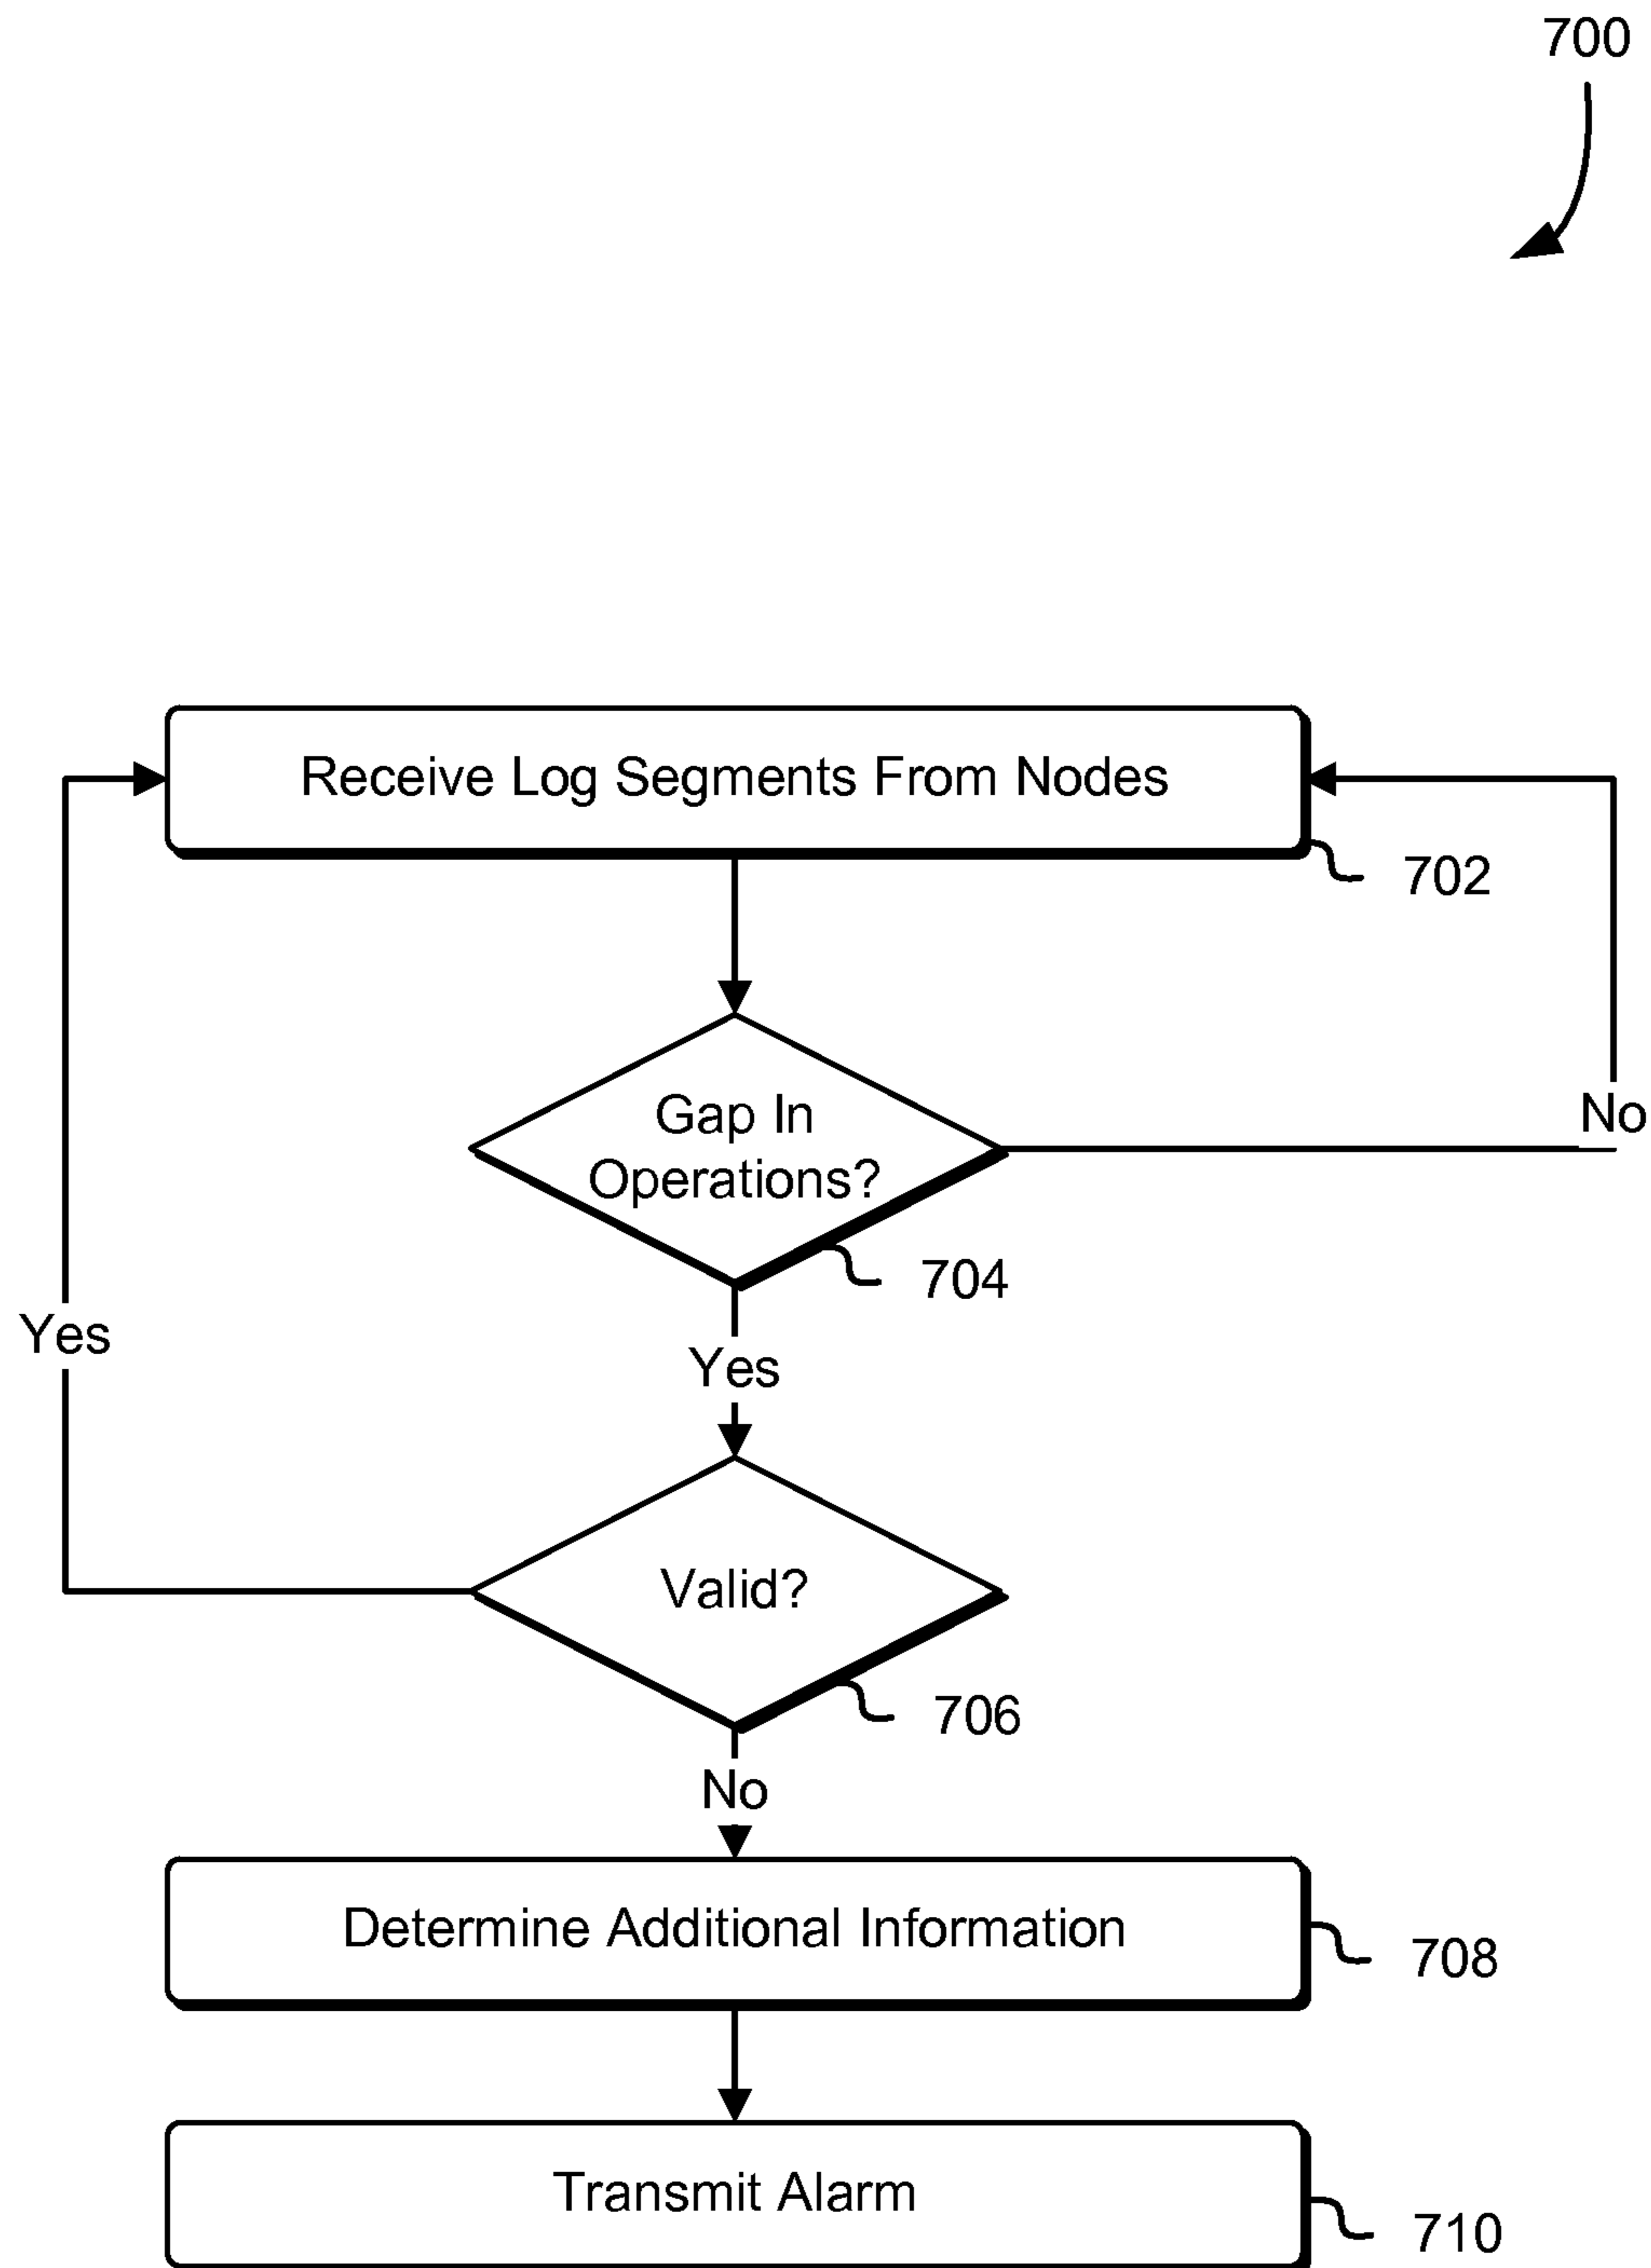 700
Receive Log Segments From Nodes
702
Gap In
Operations?
No
704
Yes
Yes
Valid?
706
No
Determine Additional Information
708
Transmit Alarm
710